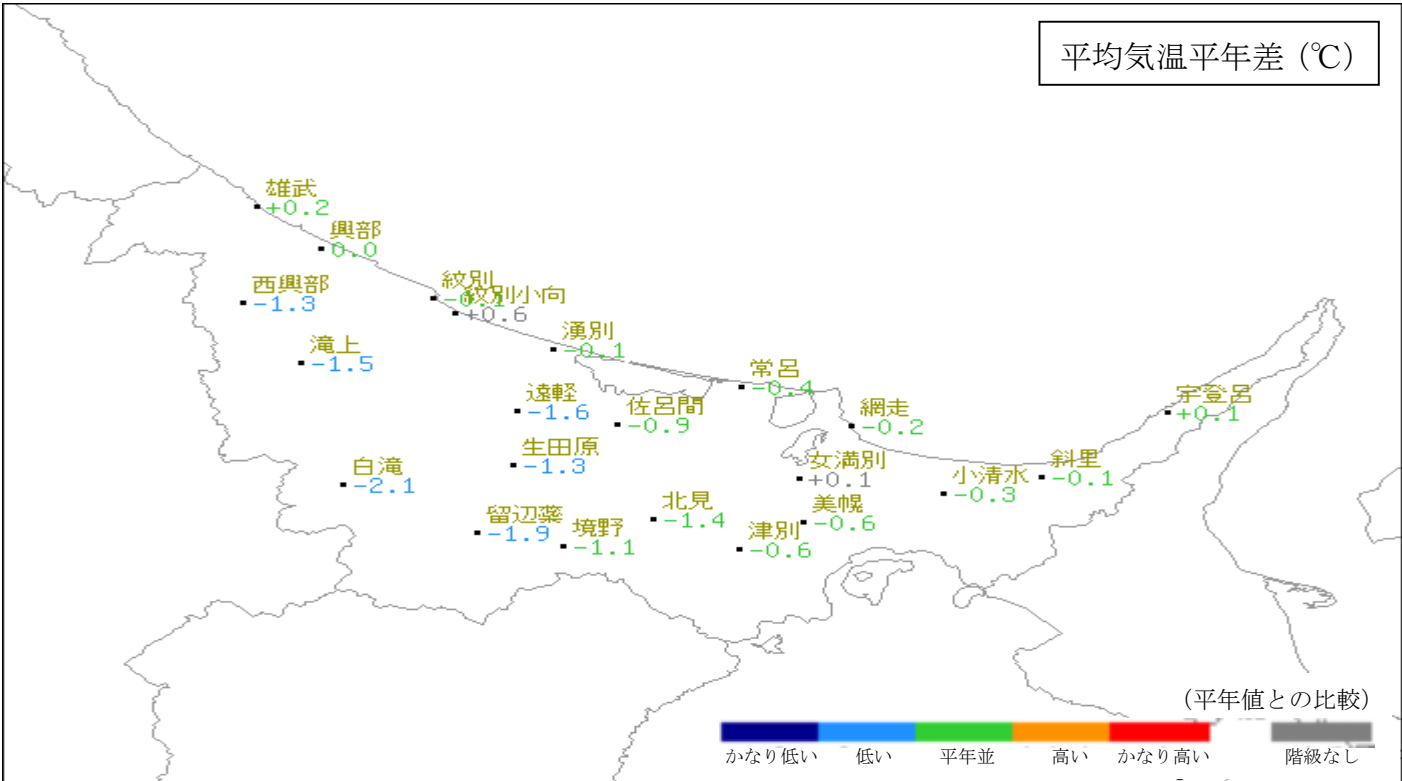 平均気温平年差（℃）
雄武
+0.2
興部
0.0
西興部
-1.3
紋別
-0.1
紋別小向
+0.6
滝上
-1.5
湧別
-0.1
常呂
-0.4
遠軽
-1.6
佐呂間
-0.9
網走
-0.2
宇登呂
+0.1
生田原
-1.3
白滝
-2.1
女満別
+0.1
小清水
-0.3
斜里
-0.1
留辺蘂
-1.9
境野
-1.1
北見
-1.4
津別
-0.6
美幌
-0.6
（平年値との比較）
かなり低い 低い 平年並 高い かなり高い 階級なし